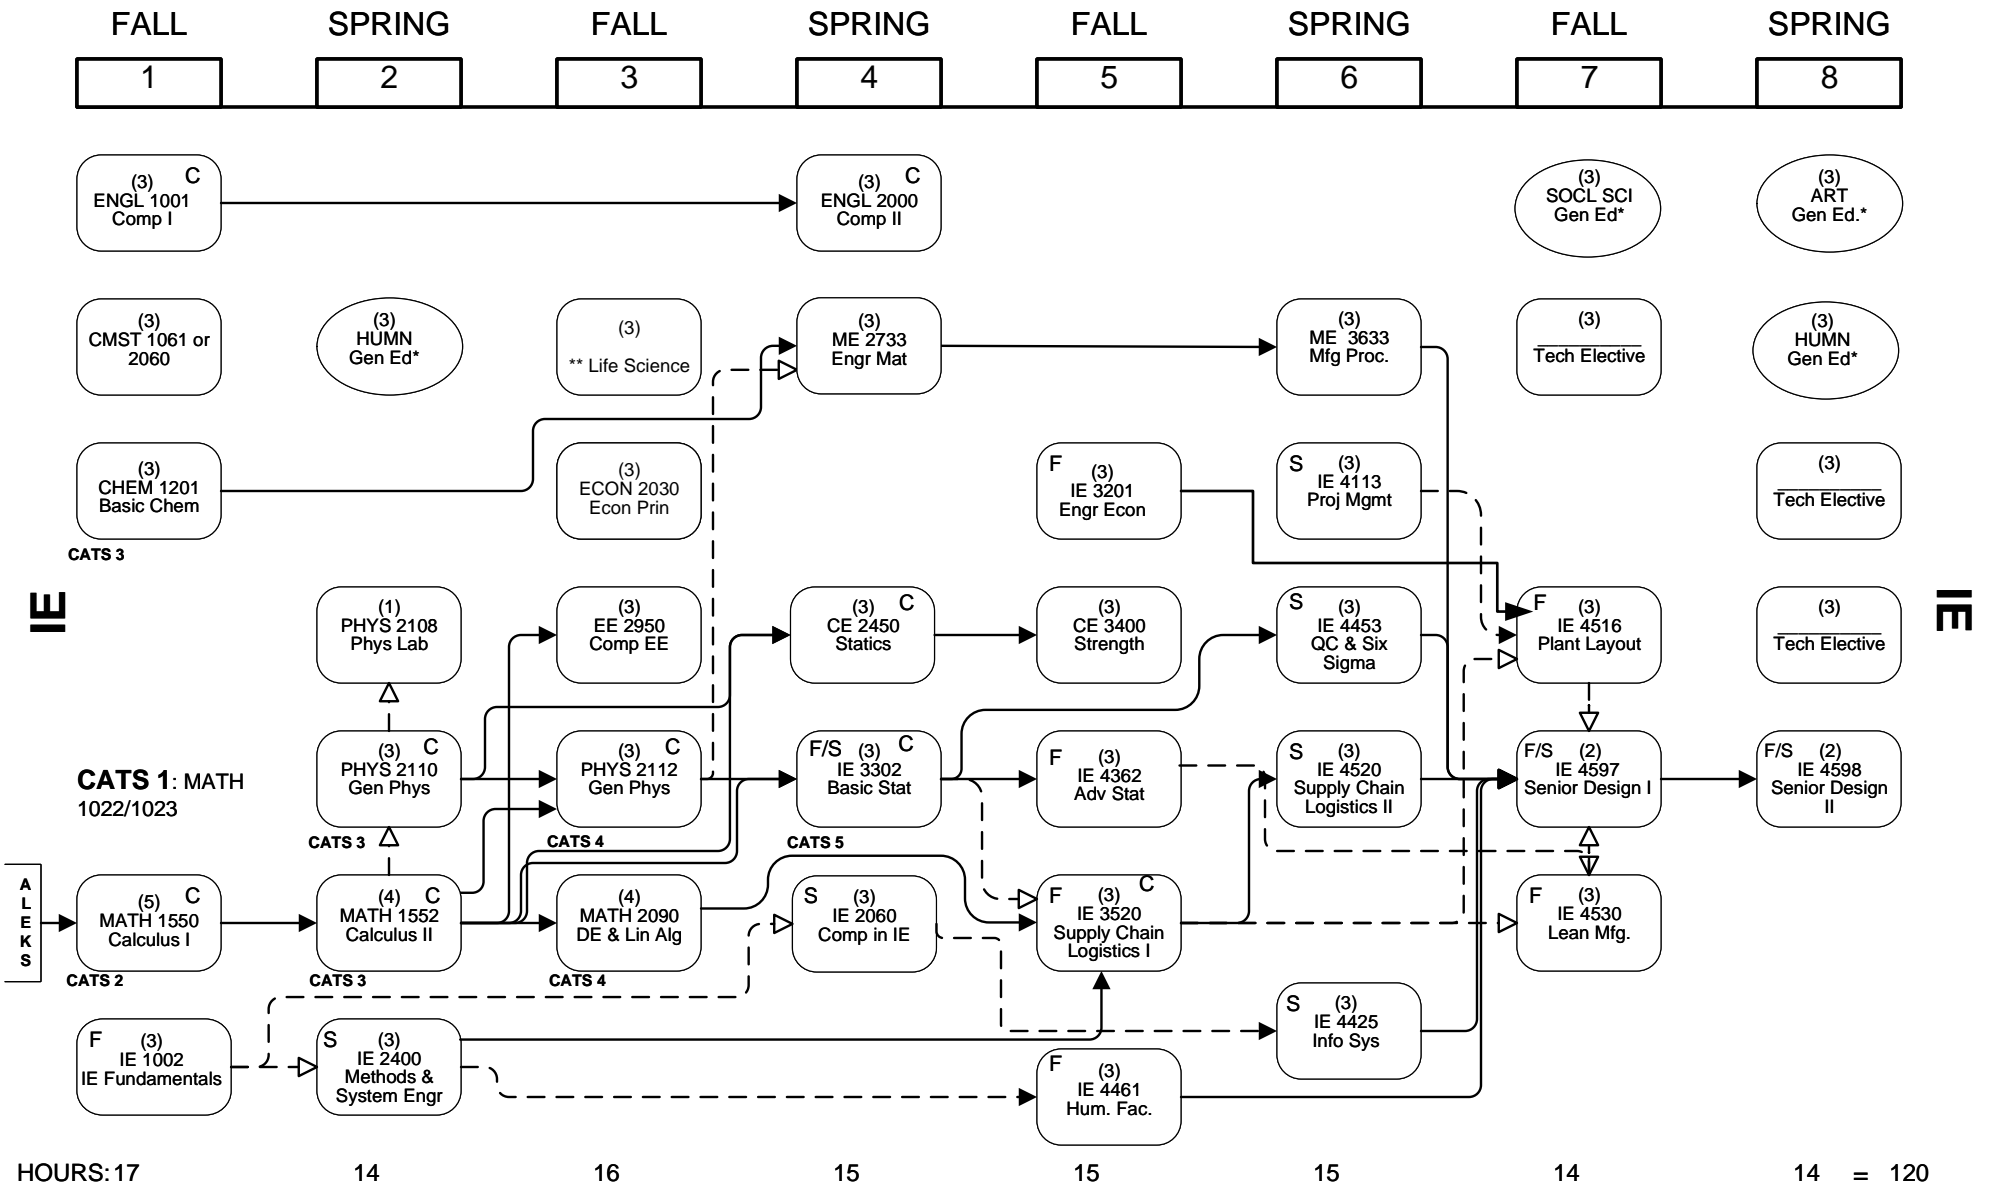 FALL
SPRING
FALL
SPRING
FALL
SPRING
FALL
SPRING
1
2
3
4
5
6
7
8
(3) C
ENGL 1001
Comp I
(3) C
ENGL 2000
Comp II
(3)
SOCL SCI
Gen Ed*
(3)
ART
Gen Ed.*
(3)
CMST 1061 or
2060
(3)
HUMN
Gen Ed*
(3)
** Life Science
(3)
ME 2733
Engr Mat
(3)
ME 3633
Mfg Proc.
(3)
___________
Tech Elective
(3)
HUMN
Gen Ed*
(3)
CHEM 1201
Basic Chem
CATS 3
(3)
ECON 2030
Econ Prin
F (3)
IE 3201
Engr Econ
S (3)
IE 4113
Proj Mgmt
(3)
___________
Tech Elective
IE
(1)
PHYS 2108
Phys Lab
(3)
EE 2950
Comp EE
(3) C
CE 2450
Statics
(3)
CE 3400
Strength
S (3)
IE 4453
QC & Six
Sigma
F (3)
IE 4516
Plant Layout
(3)
___________
Tech Elective
IE
CATS 1: MATH
1022/1023
(3) C
PHYS 2110
Gen Phys
CATS 3
(3) C
PHYS 2112
Gen Phys
CATS 4
F/S (3) C
IE 3302
Basic Stat
CATS 5
F (3)
IE 4362
Adv Stat
S (3)
IE 4520
Supply Chain
Logistics II
F/S (2)
IE 4597
Senior Design I
F/S (2)
IE 4598
Senior Design
II
A
L
E
K
S
(5) C
MATH 1550
Calculus I
CATS 2
(4) C
MATH 1552
Calculus II
CATS 3
(4)
MATH 2090
DE & Lin Alg
CATS 4
S (3)
IE 2060
Comp in IE
F (3) C
IE 3520
Supply Chain
Logistics I
F (3)
IE 4530
Lean Mfg.
F (3)
IE 1002
IE Fundamentals
S (3)
IE 2400
Methods &
System Engr
F (3)
IE 4461
Hum. Fac.
S (3)
IE 4425
Info Sys
HOURS: 17 14 16 15 15 15 14 14 = 120